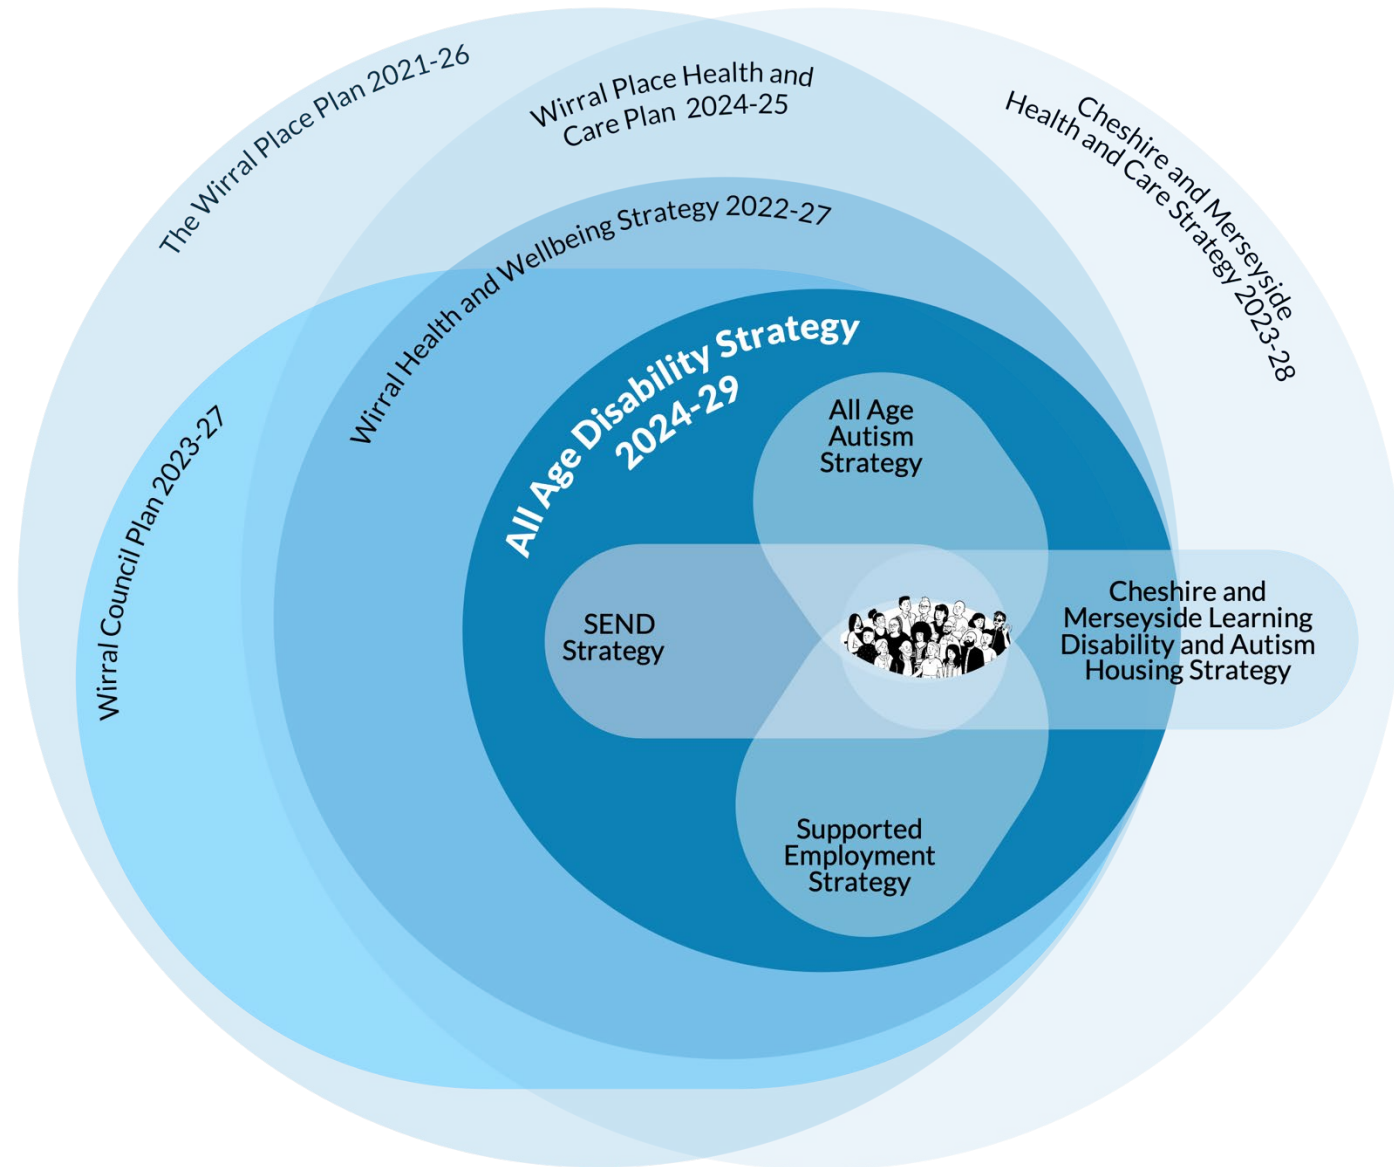 The Wirral Place Plan 2021-26
Wirral Place Health and
Care Plan 2024-25
Cheshire and Merseyside
Health and Care Strategy 2023-28
Wirral Health and Wellbeing Strategy 2022-27
Wirral Council Plan 2023-27
All Age Disability Strategy
2024-29
All Age
Autism
Strategy
SEND
Strategy
Cheshire and
Merseyside Learning
Disability and Autism
Housing Strategy
Supported
Employment
Strategy